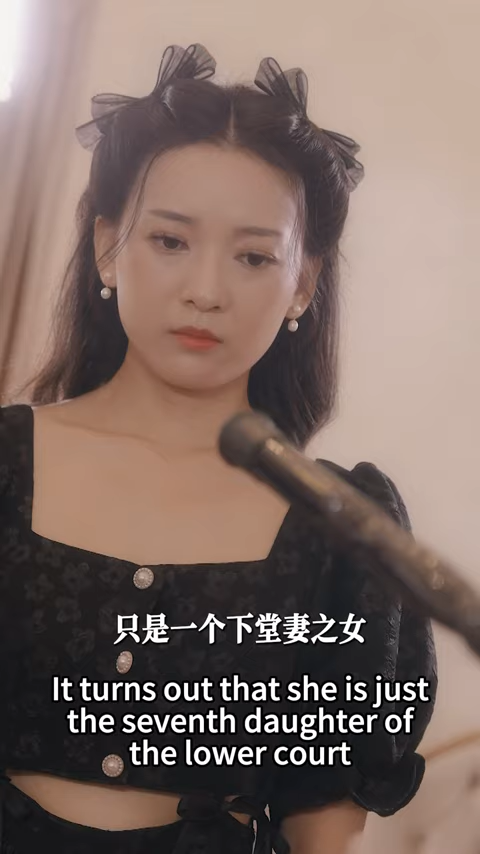 只是一个下堂妻之女
It turns out that she is just
the seventh daughter of
the lower court